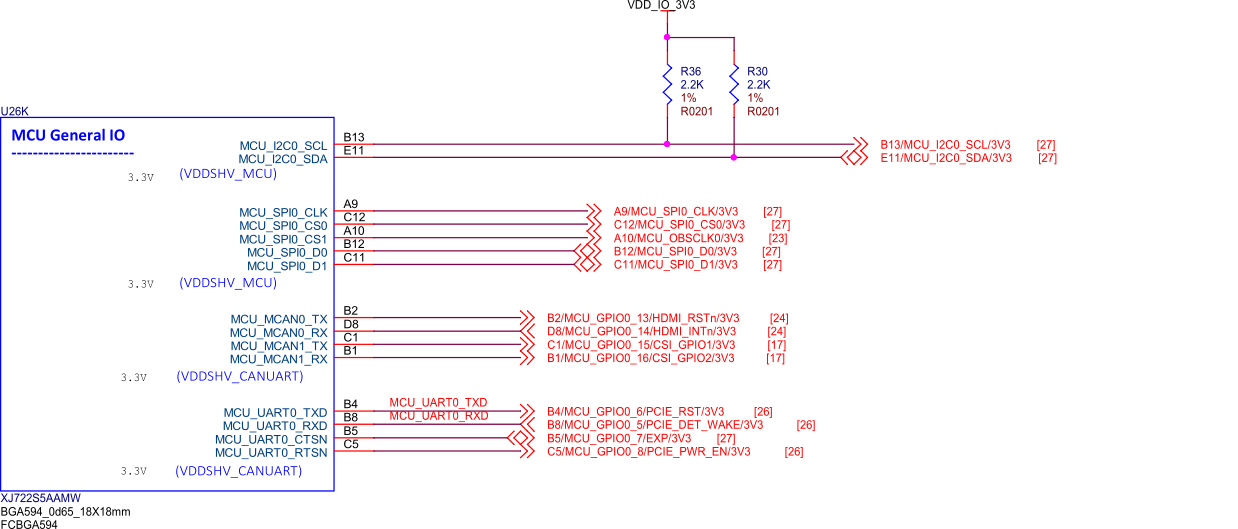 VDD_IO_3V3
R36 R30
2.2K 2.2K
1% 1%
R0201 R0201
U26K
MCU General IO
-----------------------
MCU_I2C0_SCL B13 B13/MCU_I2C0_SCL/3V3 [27]
MCU_I2C0_SDA E11 E11/MCU_I2C0_SDA/3V3 [27]
3.3V (VDDSHV_MCU)
MCU_SPI0_CLK A9 A9/MCU_SPI0_CLK/3V3 [27]
MCU_SPI0_CS0 C12 C12/MCU_SPI0_CS0/3V3 [27]
MCU_SPI0_CS1 A10 A10/MCU_OBSCLK0/3V3 [23]
MCU_SPI0_D0 B12 B12/MCU_SPI0_D0/3V3 [27]
MCU_SPI0_D1 C11 C11/MCU_SPI0_D1/3V3 [27]
3.3V (VDDSHV_MCU)
MCU_MCAN0_TX B2 B2/MCU_GPIO0_13/HDMI_RSTn/3V3 [24]
MCU_MCAN0_RX D8 D8/MCU_GPIO0_14/HDMI_INTn/3V3 [24]
MCU_MCAN1_TX C1 C1/MCU_GPIO0_15/CSI_GPIO1/3V3 [17]
MCU_MCAN1_RX B1 B1/MCU_GPIO0_16/CSI_GPIO2/3V3 [17]
3.3V (VDDSHV_CANUART)
MCU_UART0_TXD B4 MCU_UART0_TXD B4/MCU_GPIO0_6/PCIE_RST/3V3 [26]
MCU_UART0_RXD B8 MCU_UART0_RXD B8/MCU_GPIO0_5/PCIE_DET_WAKE/3V3 [26]
MCU_UART0_CTSN B5 B5/MCU_GPIO0_7/EXP/3V3 [27]
MCU_UART0_RTSN C5 C5/MCU_GPIO0_8/PCIE_PWR_EN/3V3 [26]
3.3V (VDDSHV_CANUART)
XJ722S5AAMW
BGA594_0d65_18X18mm
FCBGA594